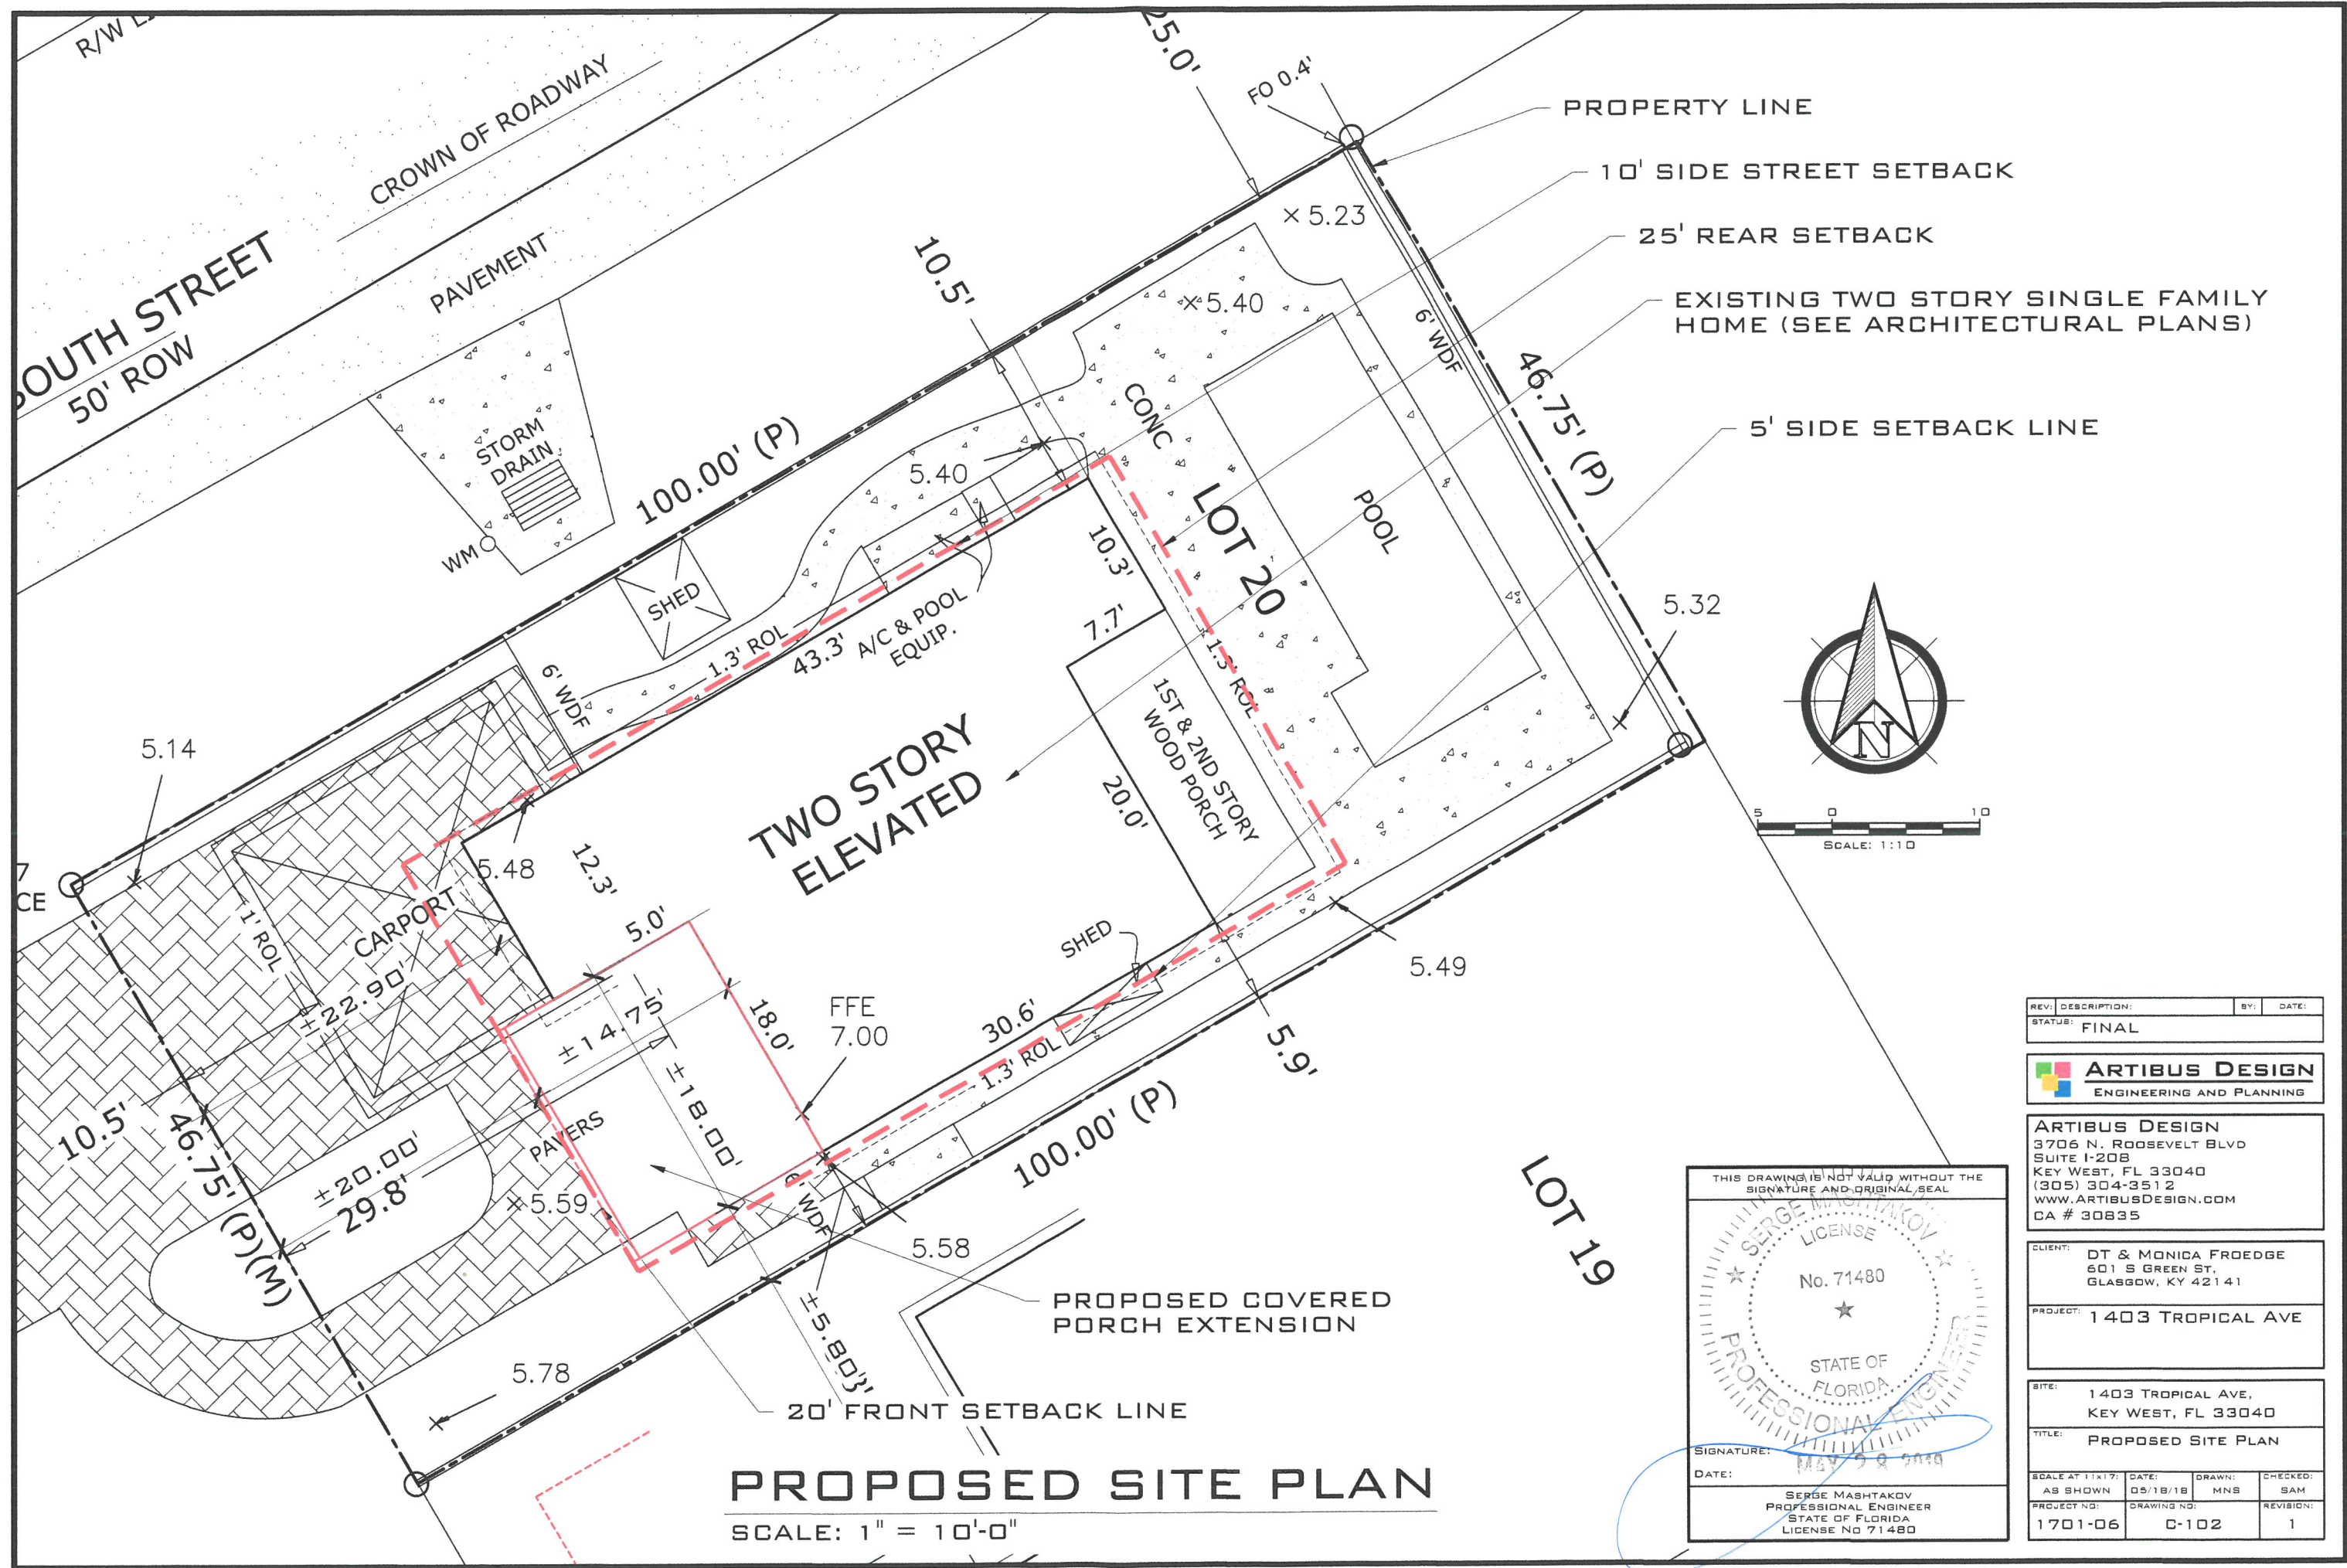 R/W
CROWN OF ROADWAY
SOUTH STREET
50' ROW
PAVEMENT
25.0'
FO 0.4'
PROPERTY LINE
10' SIDE STREET SETBACK
25' REAR SETBACK
EXISTING TWO STORY SINGLE FAMILY
HOME (SEE ARCHITECTURAL PLANS)
5' SIDE SETBACK LINE
× 5.23
× 5.40
10.5'
6' WDF
46.75' (P)
STORM
DRAIN
WM
100.00' (P)
5.40
CONC
LOT 20
POOL
10.3'
SHED
1.3' ROL
43.3'
A/C & POOL
EQUIP.
7.7'
1.3' ROL
5.32
6' WDF
1ST & 2ND STORY
WOOD PORCH
20.0'
TWO STORY
ELEVATED
N
5 0 10
SCALE: 1:10
5.14
7
CE
5.48
12.3'
CARPORT
1' ROL
±22.90'
5.0'
±14.75'
18.0'
FFE
7.00
SHED
30.6'
1.3' ROL
5.49
5.9'
10.5'
46.75' (P)(M)
±20.00'
29.8'
PAVERS
±18.00'
×5.59
6' WDF
5.58
100.00' (P)
LOT 19
±5.80'
PROPOSED COVERED
PORCH EXTENSION
5.78
20' FRONT SETBACK LINE
PROPOSED SITE PLAN
SCALE: 1" = 10'-0"
THIS DRAWING IS NOT VALID WITHOUT THE
SIGNATURE AND ORIGINAL SEAL
SERGE MASHTAKOV
LICENSE
No. 71480
STATE OF
FLORIDA
PROFESSIONAL ENGINEER
SIGNATURE:
DATE:
MAY 28 2019
SERGE MASHTAKOV
PROFESSIONAL ENGINEER
STATE OF FLORIDA
LICENSE NO 71480
REV: DESCRIPTION: BY: DATE:
STATUS: FINAL
ARTIBUS DESIGN
ENGINEERING AND PLANNING
ARTIBUS DESIGN
3706 N. ROOSEVELT BLVD
SUITE I-208
KEY WEST, FL 33040
(305) 304-3512
WWW.ARTIBUSDESIGN.COM
CA # 30835
CLIENT: DT & MONICA FROEDGE
601 S GREEN ST,
GLASGOW, KY 42141
PROJECT: 1403 TROPICAL AVE
SITE: 1403 TROPICAL AVE,
KEY WEST, FL 33040
TITLE: PROPOSED SITE PLAN
SCALE AT 11X17: DATE: DRAWN: CHECKED:
AS SHOWN 05/18/18 MNS SAM
PROJECT NO: DRAWING NO: REVISION:
1701-06 C-102 1